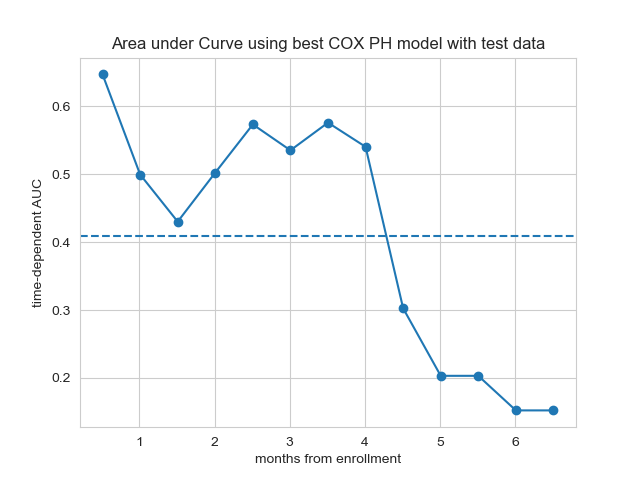 Area under Curve using best COX PH model with test data
time-dependent AUC
0.6
0.5
0.4
0.3
0.2
1 2 3 4 5 6
months from enrollment